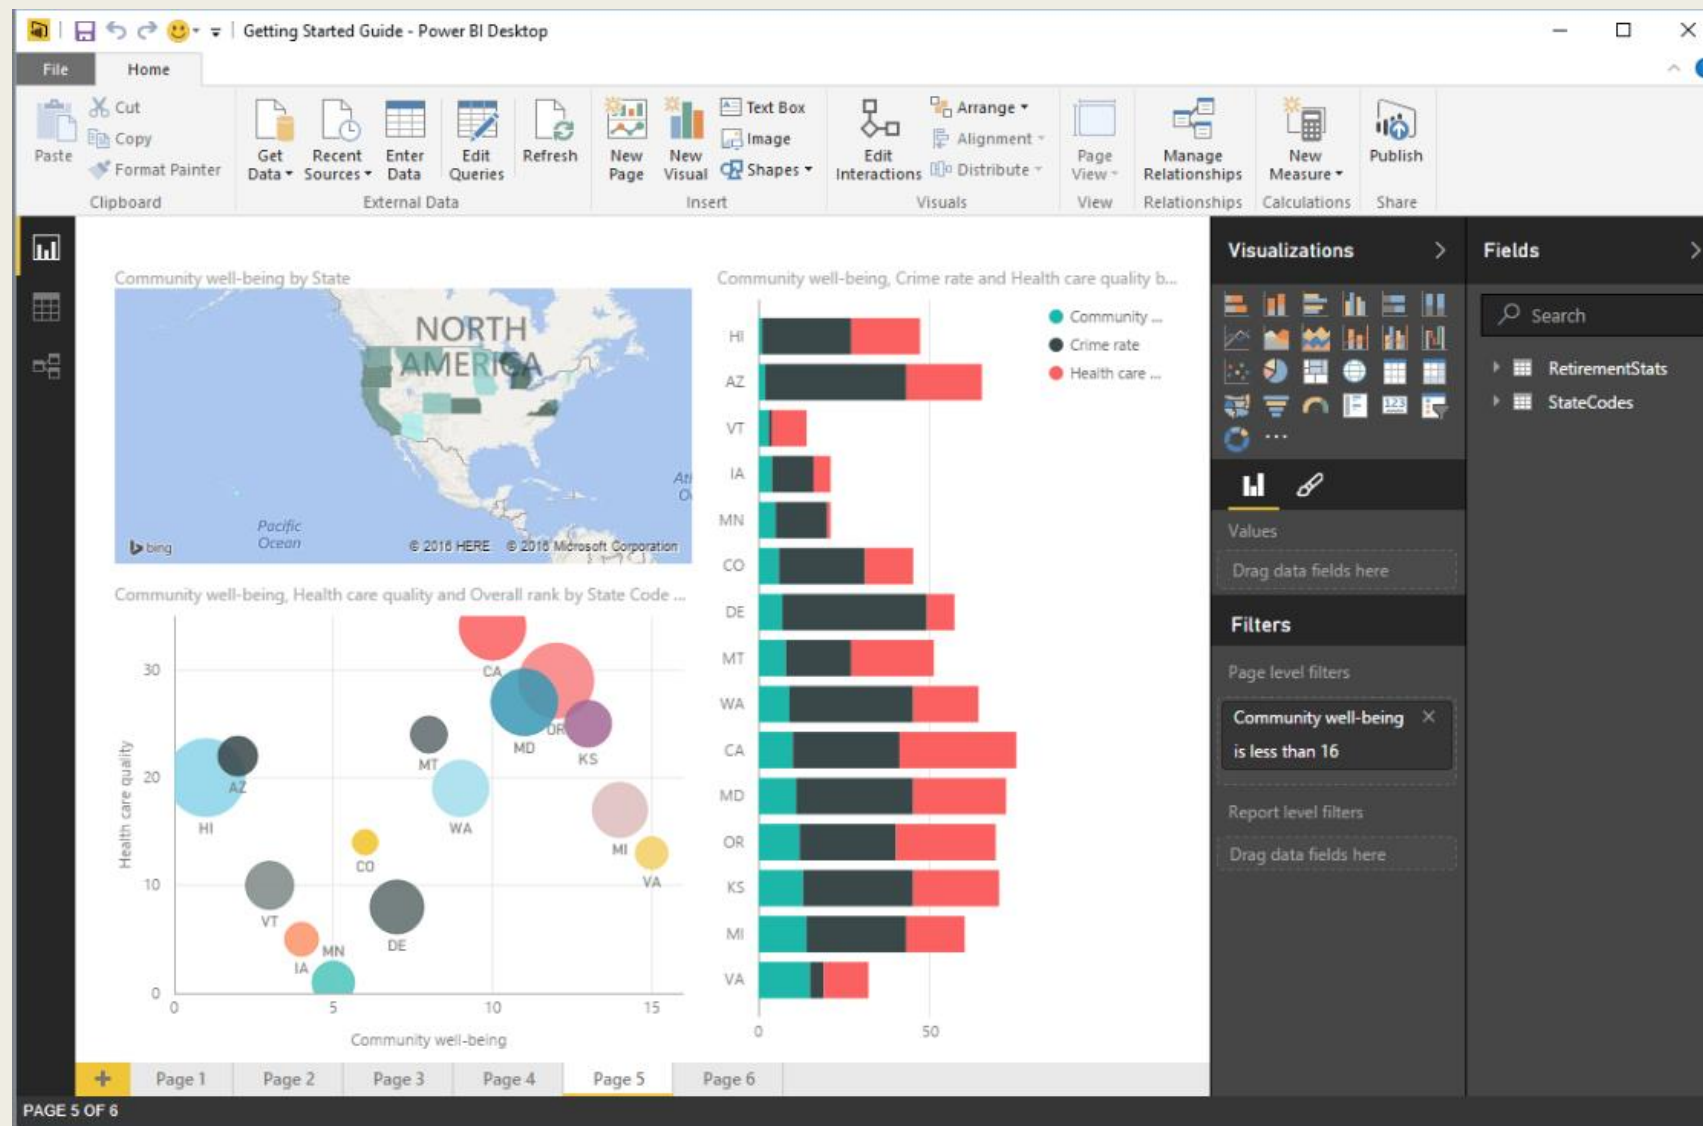 Getting Started Guide - Power BI Desktop
File
Home
Paste
Cut
Copy
Format Painter
Clipboard
Get Data
Recent Sources
Enter Data
Edit Queries
Refresh
External Data
New Page
New Visual
Text Box
Image
Shapes
Insert
Edit Interactions
Arrange
Alignment
Distribute
Visuals
Page View
View
Manage Relationships
Relationships
New Measure
Calculations
Publish
Share
Community well-being by State
NORTH
AMERICA
Pacific
Ocean
Atl
O
bing
© 2016 HERE
© 2016 Microsoft Corporation
Community well-being, Health care quality and Overall rank by State Code ...
Health care quality
30
20
10
0
CA
OR
MD
KS
MT
AZ
HI
WA
CO
MI
VA
VT
DE
IA
MN
0
5
10
15
Community well-being
Community well-being, Crime rate and Health care quality b...
Community ...
Crime rate
Health care ...
HI
AZ
VT
IA
MN
CO
DE
MT
WA
CA
MD
OR
KS
MI
VA
0
50
Visualizations
123
Values
Drag data fields here
Filters
Page level filters
Community well-being
is less than 16
Report level filters
Drag data fields here
Fields
Search
RetirementStats
StateCodes
Page 1
Page 2
Page 3
Page 4
Page 5
Page 6
PAGE 5 OF 6